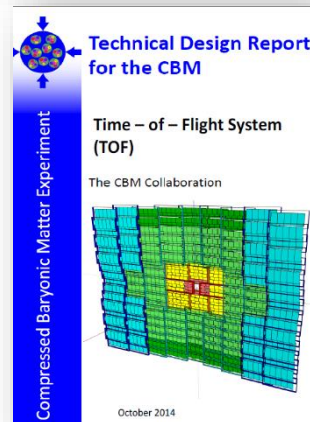 Technical Design Report
for the CBM
Time – of – Flight System
(TOF)
The CBM Collaboration
Compressed Baryonic Matter Experiment
October 2014